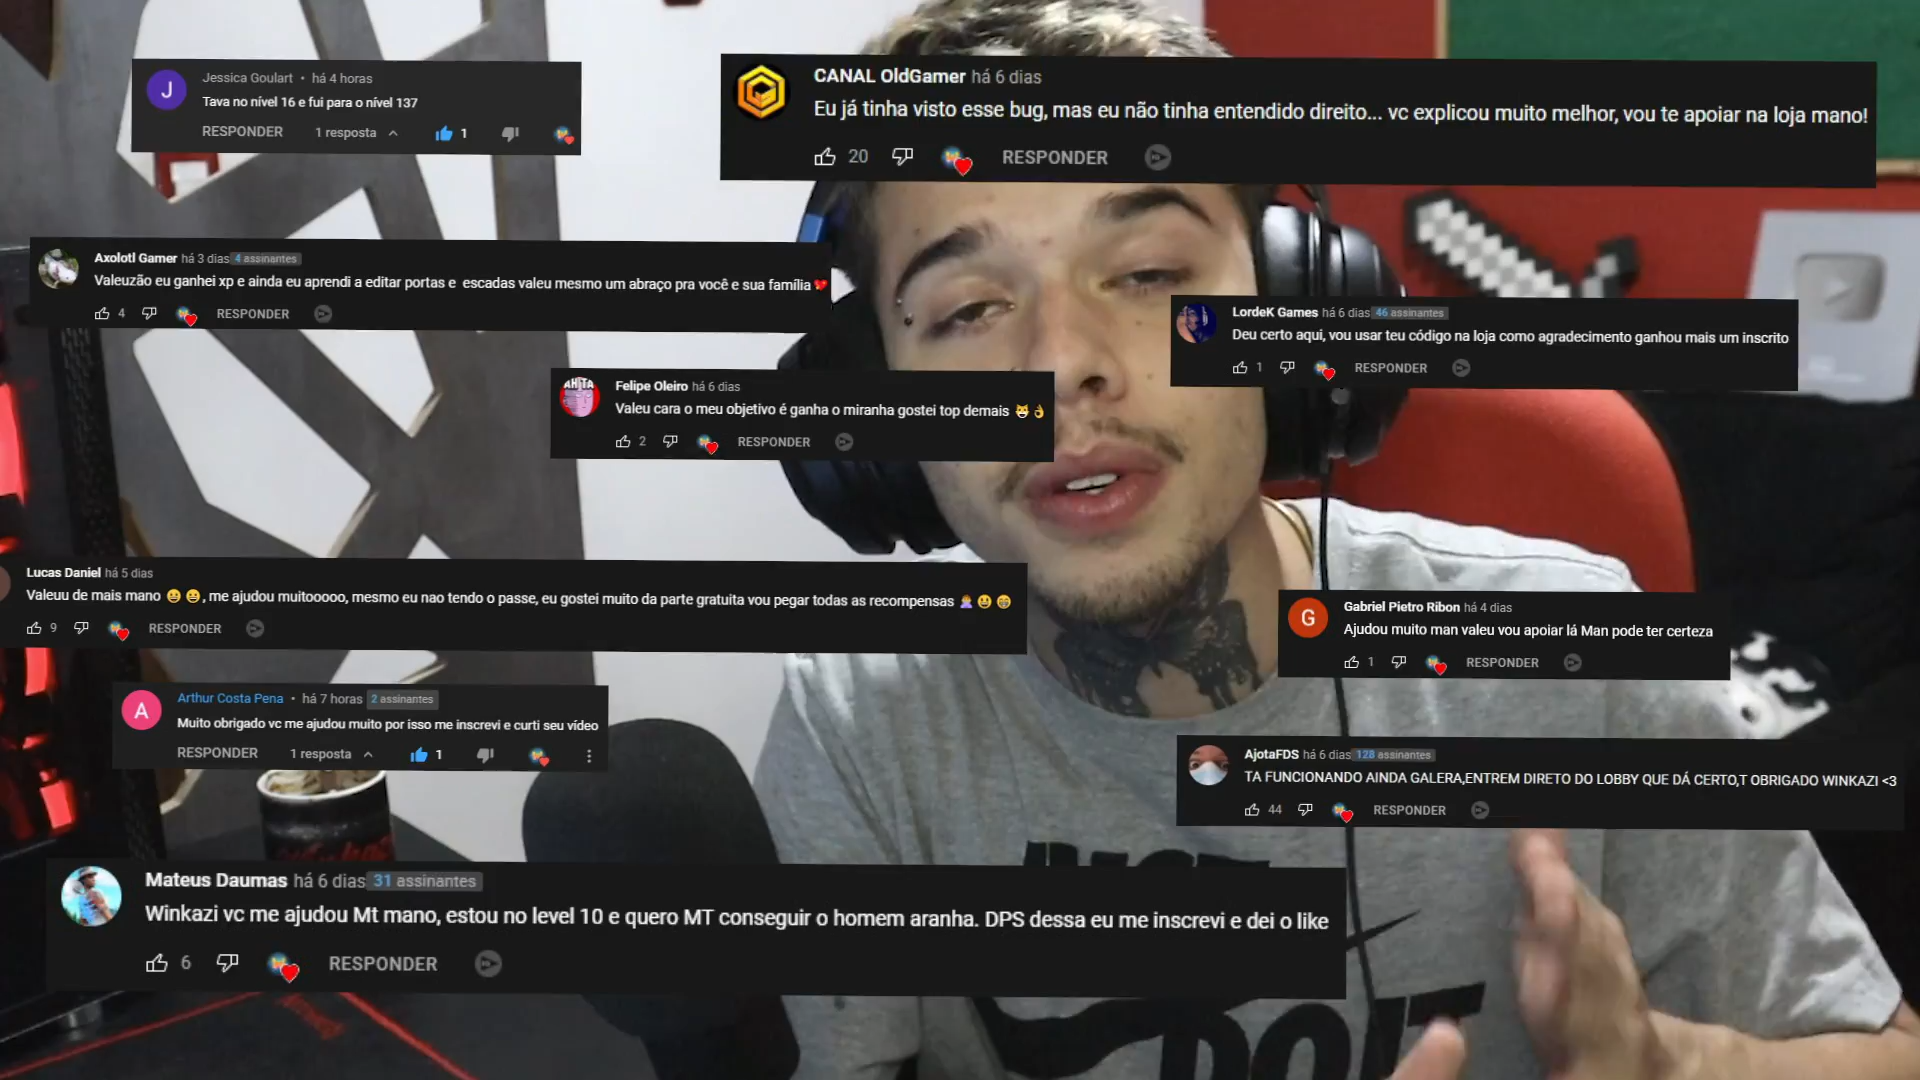 Jessica Goulart • há 4 horas
Tava no nível 16 e fui para o nível 137
RESPONDER 1 resposta 1
CANAL OldGamer há 6 dias
Eu já tinha visto esse bug, mas eu não tinha entendido direito... vc explicou muito melhor, vou te apoiar na loja mano!
20 RESPONDER
Axolotl Gamer há 3 dias 4 assinantes
Valeuzão eu ganhei xp e ainda eu aprendi a editar portas e escadas valeu mesmo um abraço pra você e sua família
4 RESPONDER
LordeK Games há 6 dias 46 assinantes
Deu certo aqui, vou usar teu código na loja como agradecimento ganhou mais um inscrito
1 RESPONDER
Felipe Oleiro há 6 dias
Valeu cara o meu objetivo é ganha o miranha gostei top demais 😸👌
2 RESPONDER
Lucas Daniel há 5 dias
Valeuu de mais mano 😆😆, me ajudou muitooooo, mesmo eu nao tendo o passe, eu gostei muito da parte gratuita vou pegar todas as recompensas
9 RESPONDER
Gabriel Pietro Ribon há 4 dias
Ajudou muito man valeu vou apoiar lá Man pode ter certeza
1 RESPONDER
Arthur Costa Pena • há 7 horas 2 assinantes
Muito obrigado vc me ajudou muito por isso me inscrevi e curti seu vídeo
RESPONDER 1 resposta 1
AjotaFDS há 6 dias 128 assinantes
TA FUNCIONANDO AINDA GALERA,ENTREM DIRETO DO LOBBY QUE DÁ CERTO,T OBRIGADO WINKAZI <3
44 RESPONDER
Mateus Daumas há 6 dias 31 assinantes
Winkazi vc me ajudou Mt mano, estou no level 10 e quero MT conseguir o homem aranha. DPS dessa eu me inscrevi e dei o like
6 RESPONDER